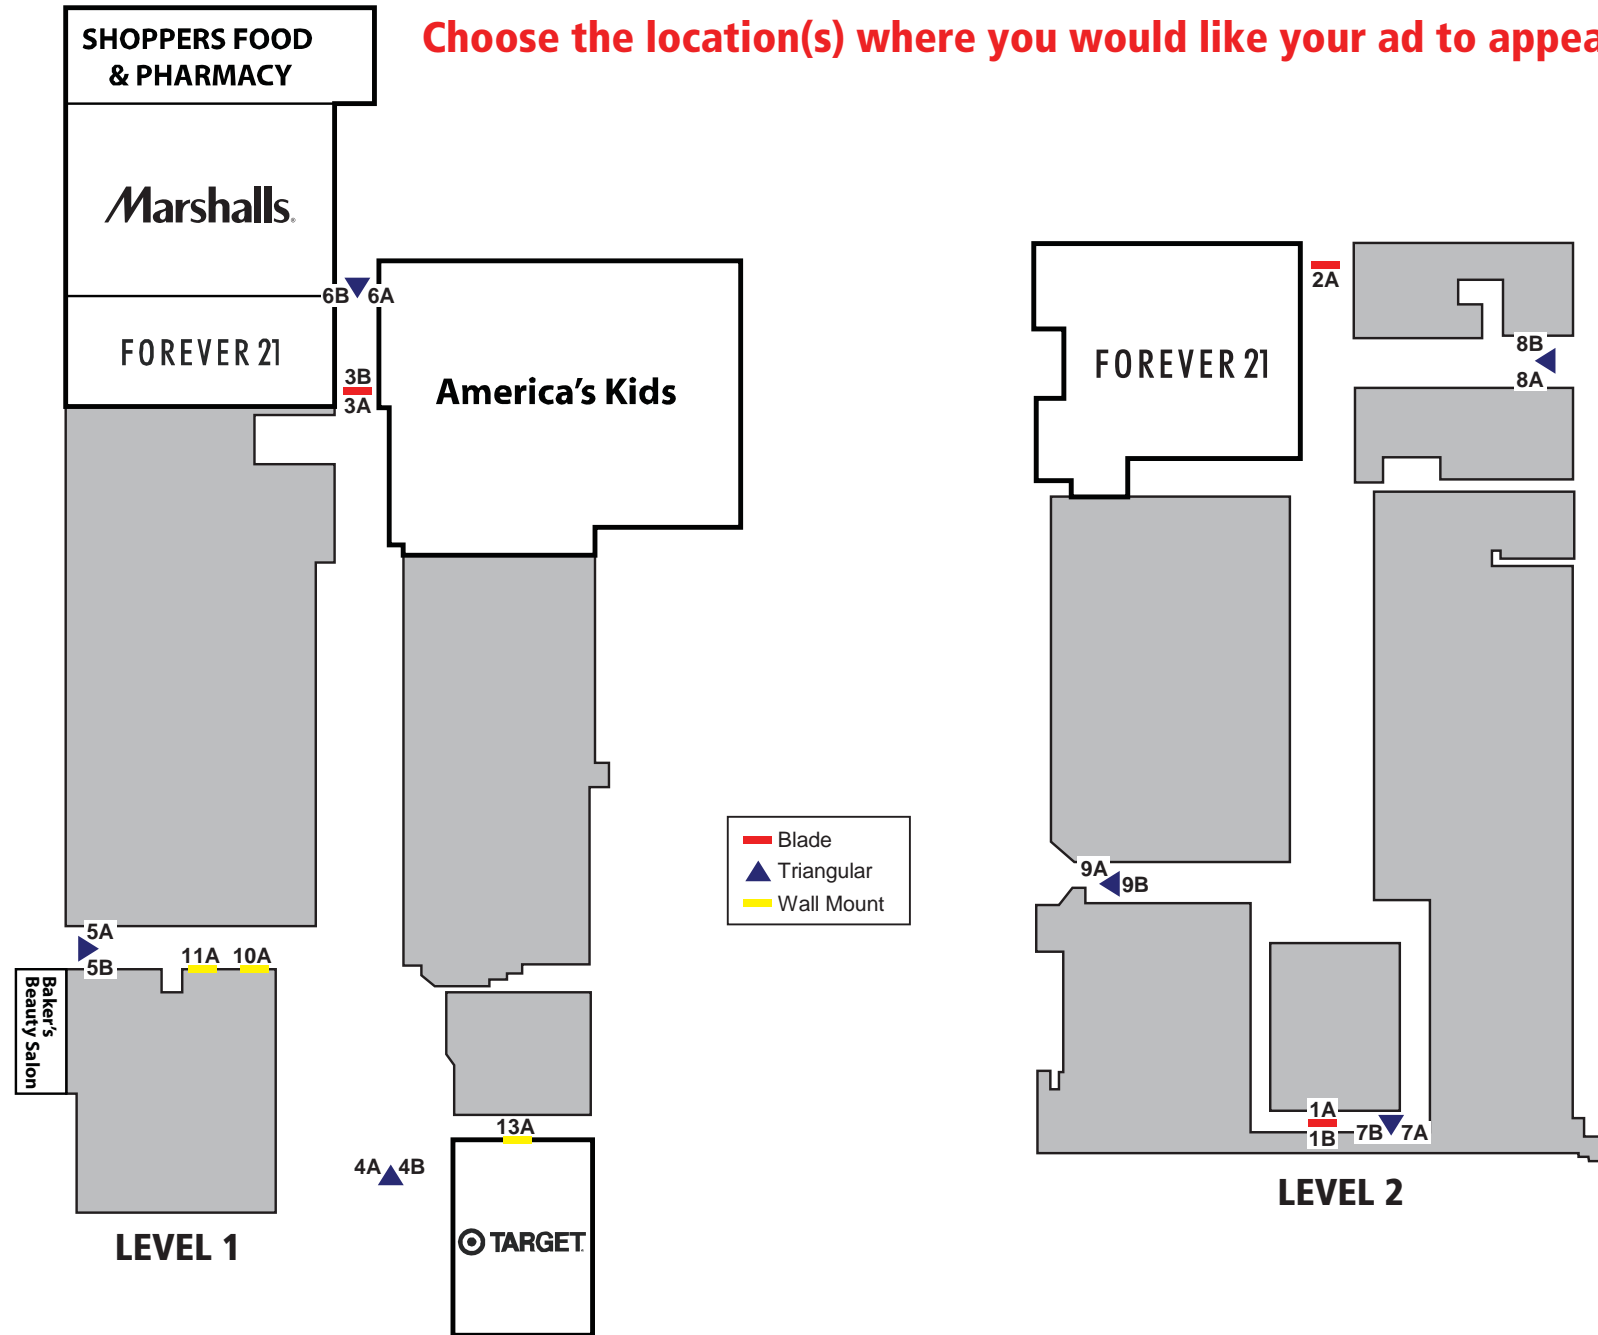 Choose the location(s) where you would like your ad to appea
SHOPPERS FOOD
& PHARMACY
Marshalls.
6B 6A
FOREVER 21
3B
3A
America's Kids
5A
5B
11A 10A
Baker's
Beauty Salon
13A
4A 4B
TARGET
LEVEL 1
Blade
Triangular
Wall Mount
2A
FOREVER 21
8B
8A
9A
9B
1A
1B
7B 7A
LEVEL 2